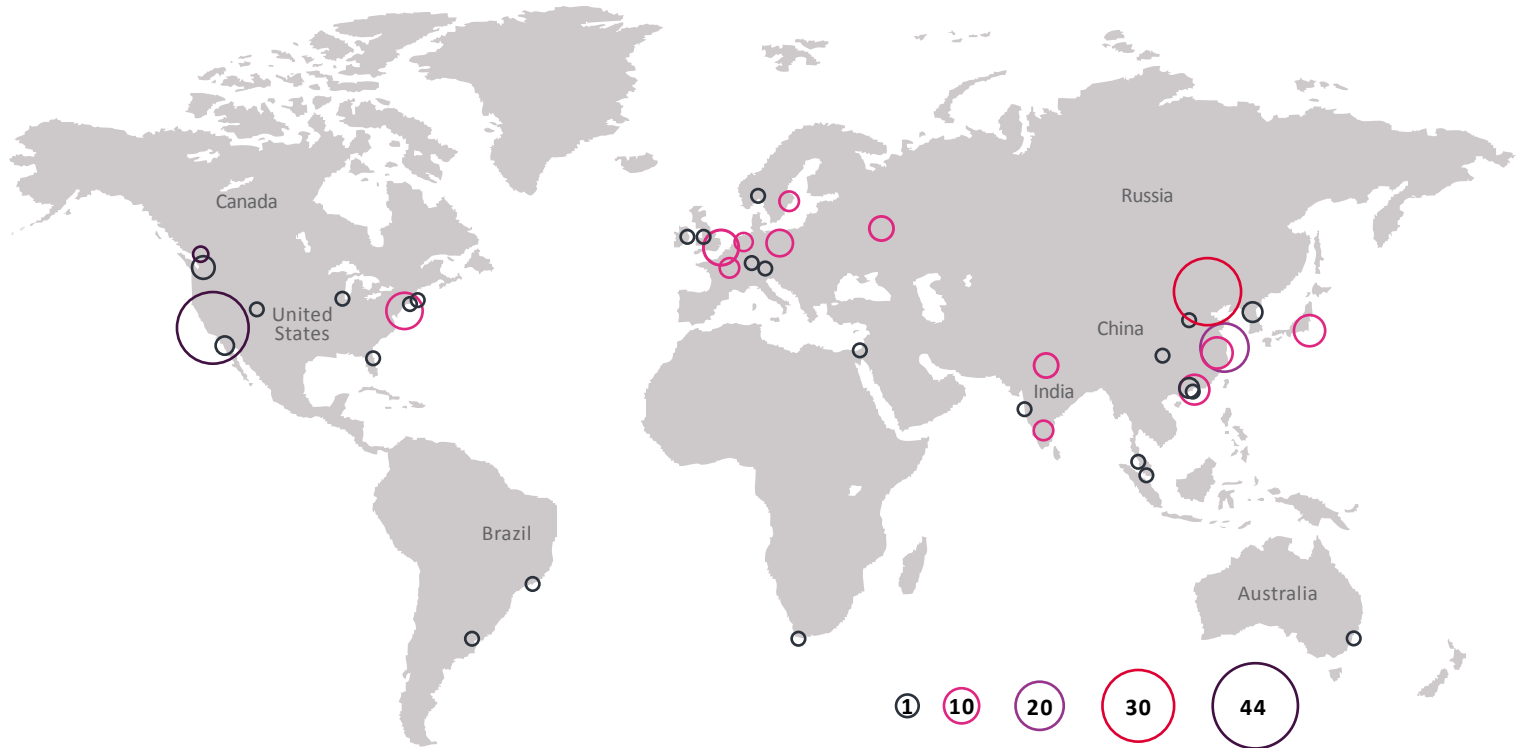 Canada
Russia
United
States
China
India
Brazil
Australia
1
10
20
30
44